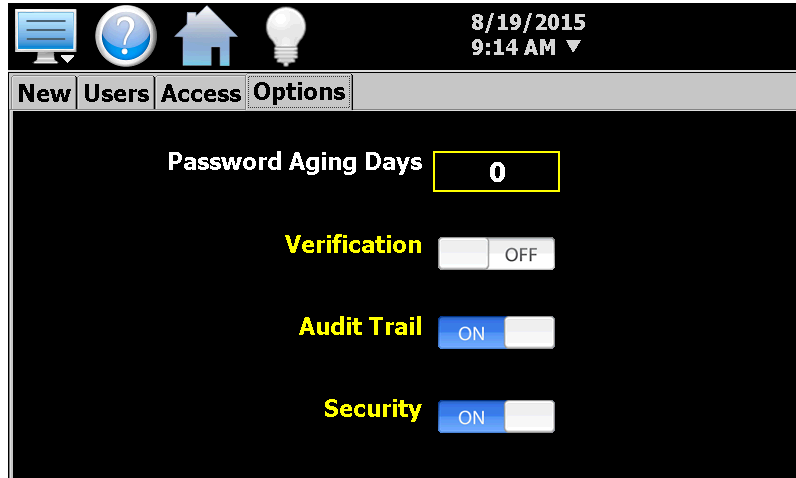 ?
8/19/2015
9:14 AM ▼
New Users Access Options
Password Aging Days 0
Verification OFF
Audit Trail ON
Security ON